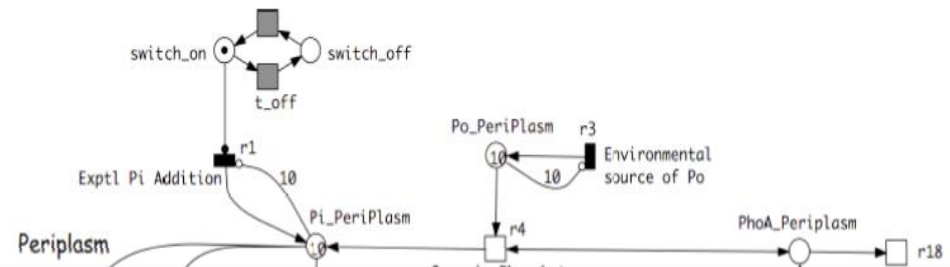 switch_on
switch_off
t_off
Po_PeriPlasm
r3
r1
10
Environmental
10
source of Po
Exptl Pi Addition
10
Pi_PeriPlasm
PhoA_Periplasm
r4
Periplasm
10
r18